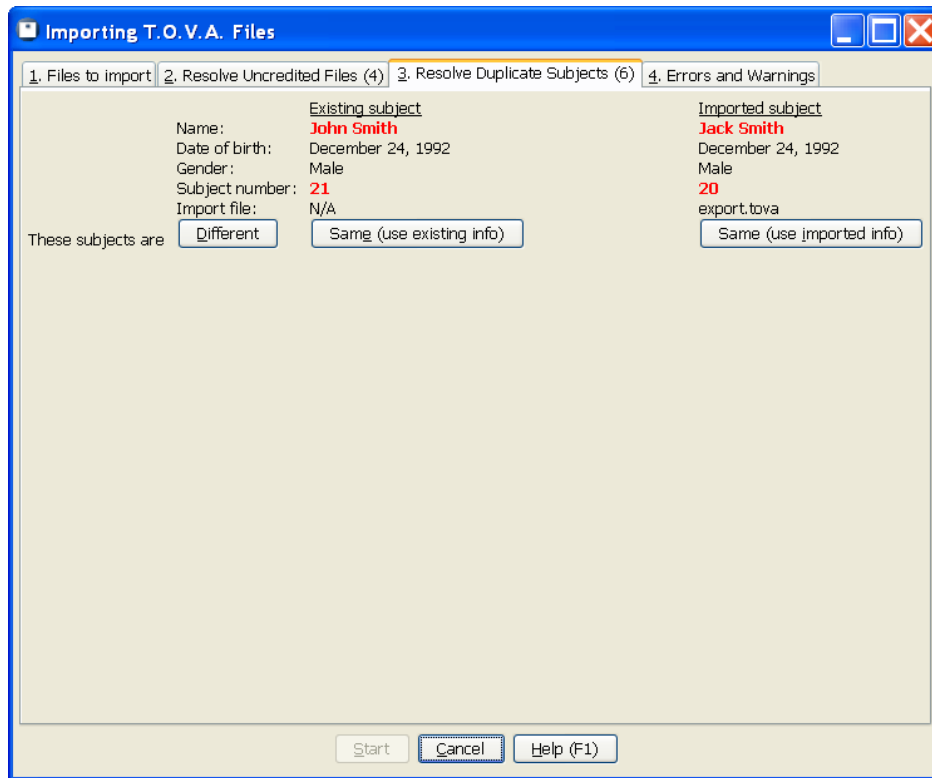 Importing T.O.V.A. Files
1. Files to import 2. Resolve Uncredited Files (4) 3. Resolve Duplicate Subjects (6) 4. Errors and Warnings
Existing subject Imported subject
Name: John Smith Jack Smith
Date of birth: December 24, 1992 December 24, 1992
Gender: Male Male
Subject number: 21 20
Import file: N/A export.tova
These subjects are Different Same (use existing info) Same (use imported info)
Start Cancel Help (F1)